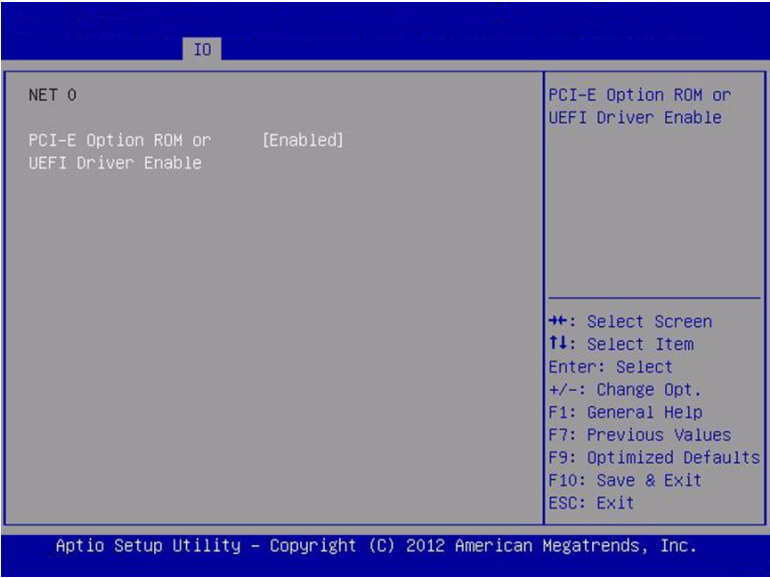 IO
NET 0
PCI-E Option ROM or [Enabled]
UEFI Driver Enable
PCI-E Option ROM or
UEFI Driver Enable
→←: Select Screen
↑↓: Select Item
Enter: Select
+/-: Change Opt.
F1: General Help
F7: Previous Values
F9: Optimized Defaults
F10: Save & Exit
ESC: Exit
Aptio Setup Utility - Copyright (C) 2012 American Megatrends, Inc.